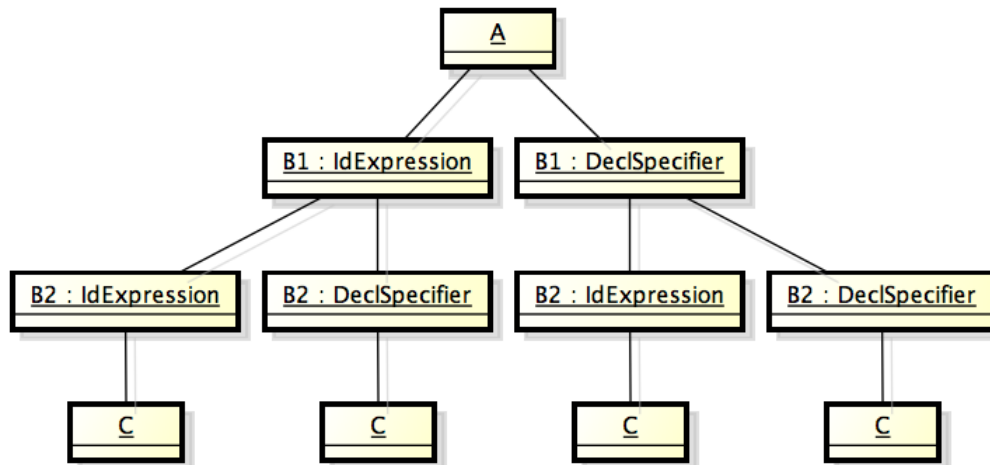 A
B1 : IdExpression
B1 : DeclSpecifier
B2 : IdExpression
B2 : DeclSpecifier
B2 : IdExpression
B2 : DeclSpecifier
C
C
C
C